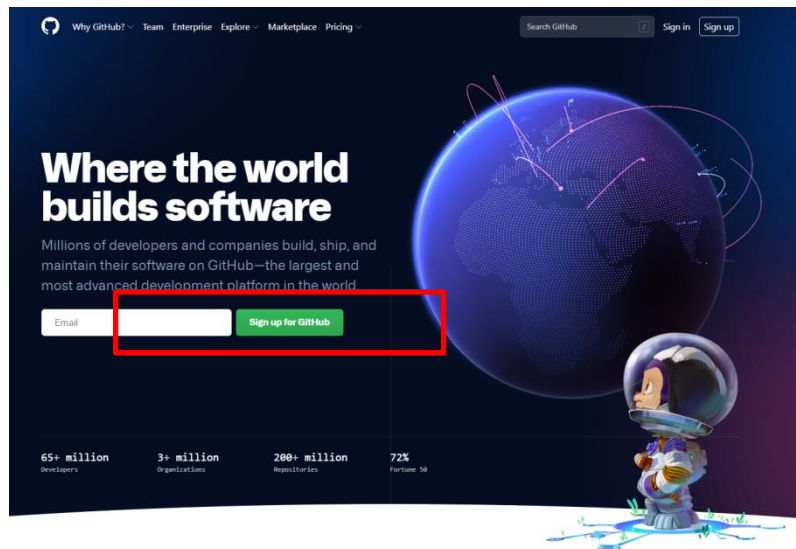 Why GitHub? Team Enterprise Explore Marketplace Pricing Search GitHub / Sign in Sign up
Where the world
builds software
Millions of developers and companies build, ship, and
maintain their software on GitHub—the largest and
most advanced development platform in the world
Email Sign up for GitHub
65+ million 3+ million 200+ million 72%
Developers Organizations Repositories Fortune 50